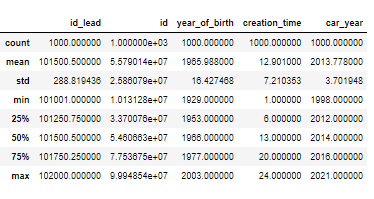 id_lead id year_of_birth creation_time car_year
count 1000.000000 1.000000e+03 1000.000000 1000.000000 1000.000000
mean 101500.500000 5.579014e+07 1965.988000 12.901000 2013.778000
std 288.819436 2.586079e+07 16.427468 7.210353 3.701948
min 101001.000000 1.013128e+07 1929.000000 1.000000 1998.000000
25% 101250.750000 3.370076e+07 1953.000000 6.000000 2012.000000
50% 101500.500000 5.460663e+07 1966.000000 13.000000 2014.000000
75% 101750.250000 7.753675e+07 1977.000000 20.000000 2016.000000
max 102000.000000 9.994854e+07 2003.000000 24.000000 2021.000000